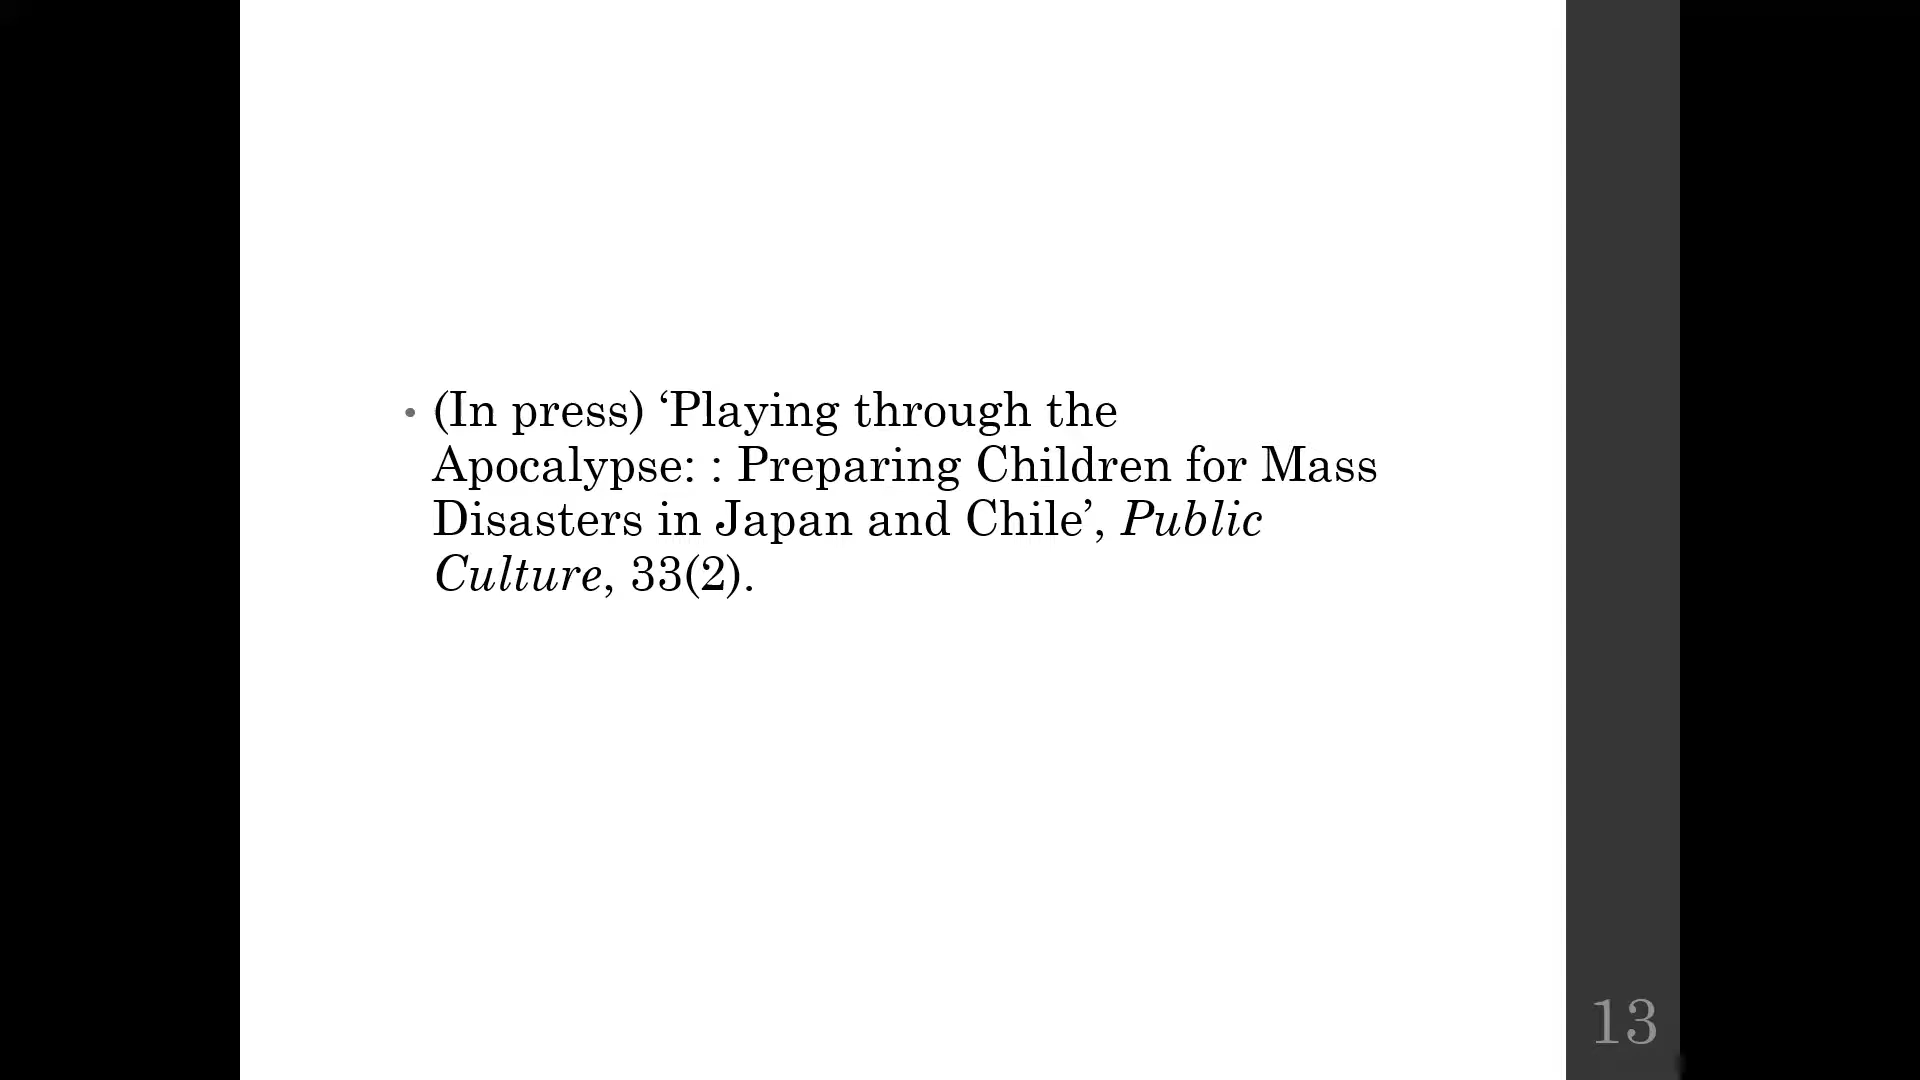 • (In press) ‘Playing through the
Apocalypse: : Preparing Children for Mass
Disasters in Japan and Chile’, Public
Culture, 33(2).
13